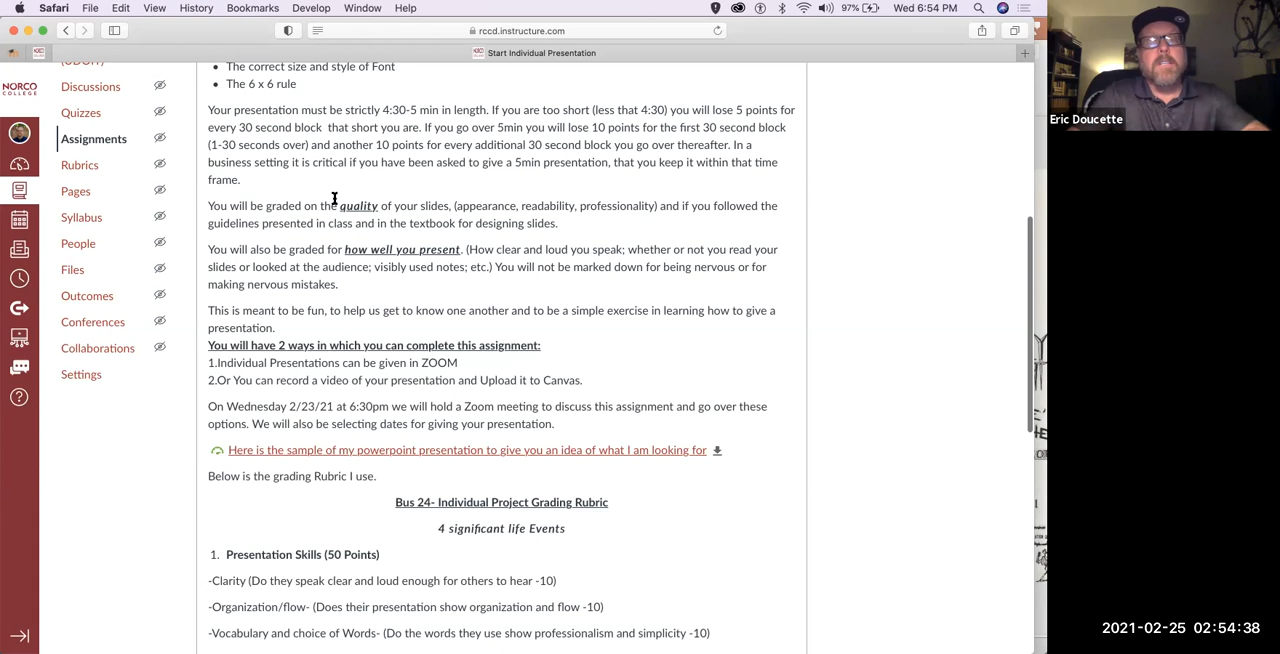 Safari File Edit View History Bookmarks Develop Window Help 97% Wed 6:54 PM
rccd.instructure.com
Start Individual Presentation
The correct size and style of Font
The 6 x 6 rule
Your presentation must be strictly 4:30-5 min in length. If you are too short (less that 4:30) you will lose 5 points for
every 30 second block that short you are. If you go over 5min you will lose 10 points for the first 30 second block
(1-30 seconds over) and another 10 points for every additional 30 second block you go over thereafter. In a
business setting it is critical if you have been asked to give a 5min presentation, that you keep it within that time
frame.
You will be graded on the quality of your slides, (appearance, readability, professionality) and if you followed the
guidelines presented in class and in the textbook for designing slides.
You will also be graded for how well you present. (How clear and loud you speak; whether or not you read your
slides or looked at the audience; visibly used notes; etc.) You will not be marked down for being nervous or for
making nervous mistakes.
This is meant to be fun, to help us get to know one another and to be a simple exercise in learning how to give a
presentation.
You will have 2 ways in which you can complete this assignment:
1.Individual Presentations can be given in ZOOM
2.Or You can record a video of your presentation and Upload it to Canvas.
On Wednesday 2/23/21 at 6:30pm we will hold a Zoom meeting to discuss this assignment and go over these
options. We will also be selecting dates for giving your presentation.
Here is the sample of my powerpoint presentation to give you an idea of what I am looking for
Below is the grading Rubric I use.
Bus 24- Individual Project Grading Rubric
4 significant life Events
1. Presentation Skills (50 Points)
-Clarity (Do they speak clear and loud enough for others to hear -10)
-Organization/flow- (Does their presentation show organization and flow -10)
-Vocabulary and choice of Words- (Do the words they use show professionalism and simplicity -10)
NORCO
COLLEGE
Discussions
Quizzes
Assignments
Rubrics
Pages
Syllabus
People
Files
Outcomes
Conferences
Collaborations
Settings
Eric Doucette
2021-02-25 02:54:38